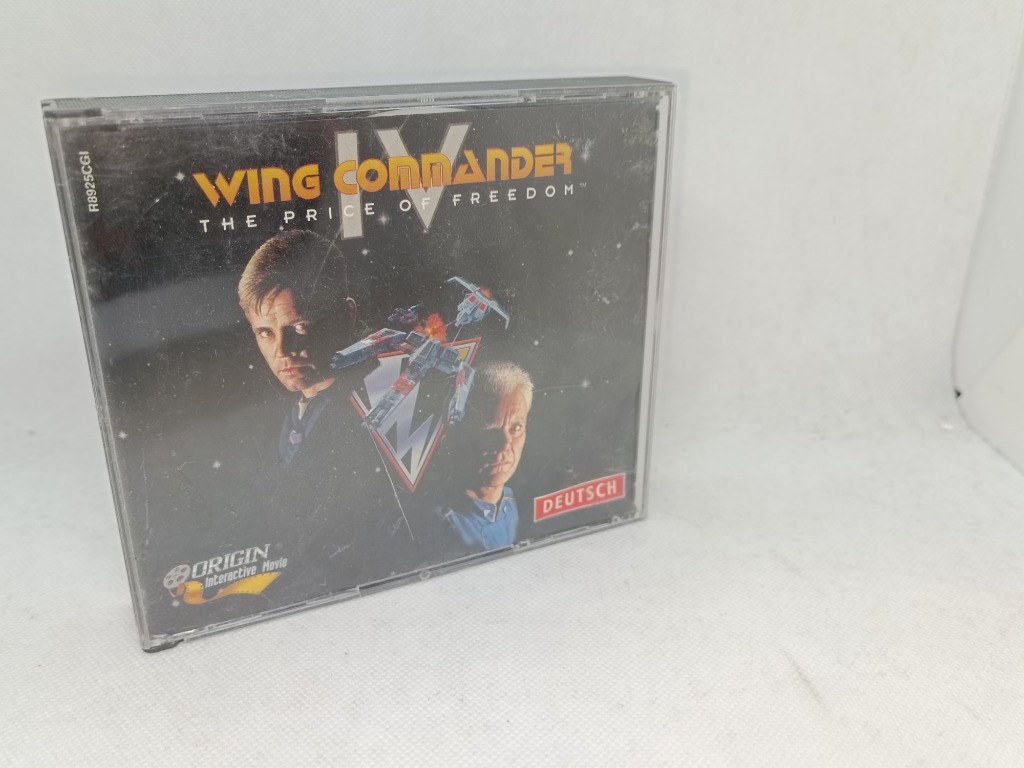 R8925CGI
IV
WING COMMANDER
THE PRICE OF FREEDOM™
DEUTSCH
ORIGIN
Interactive Movie